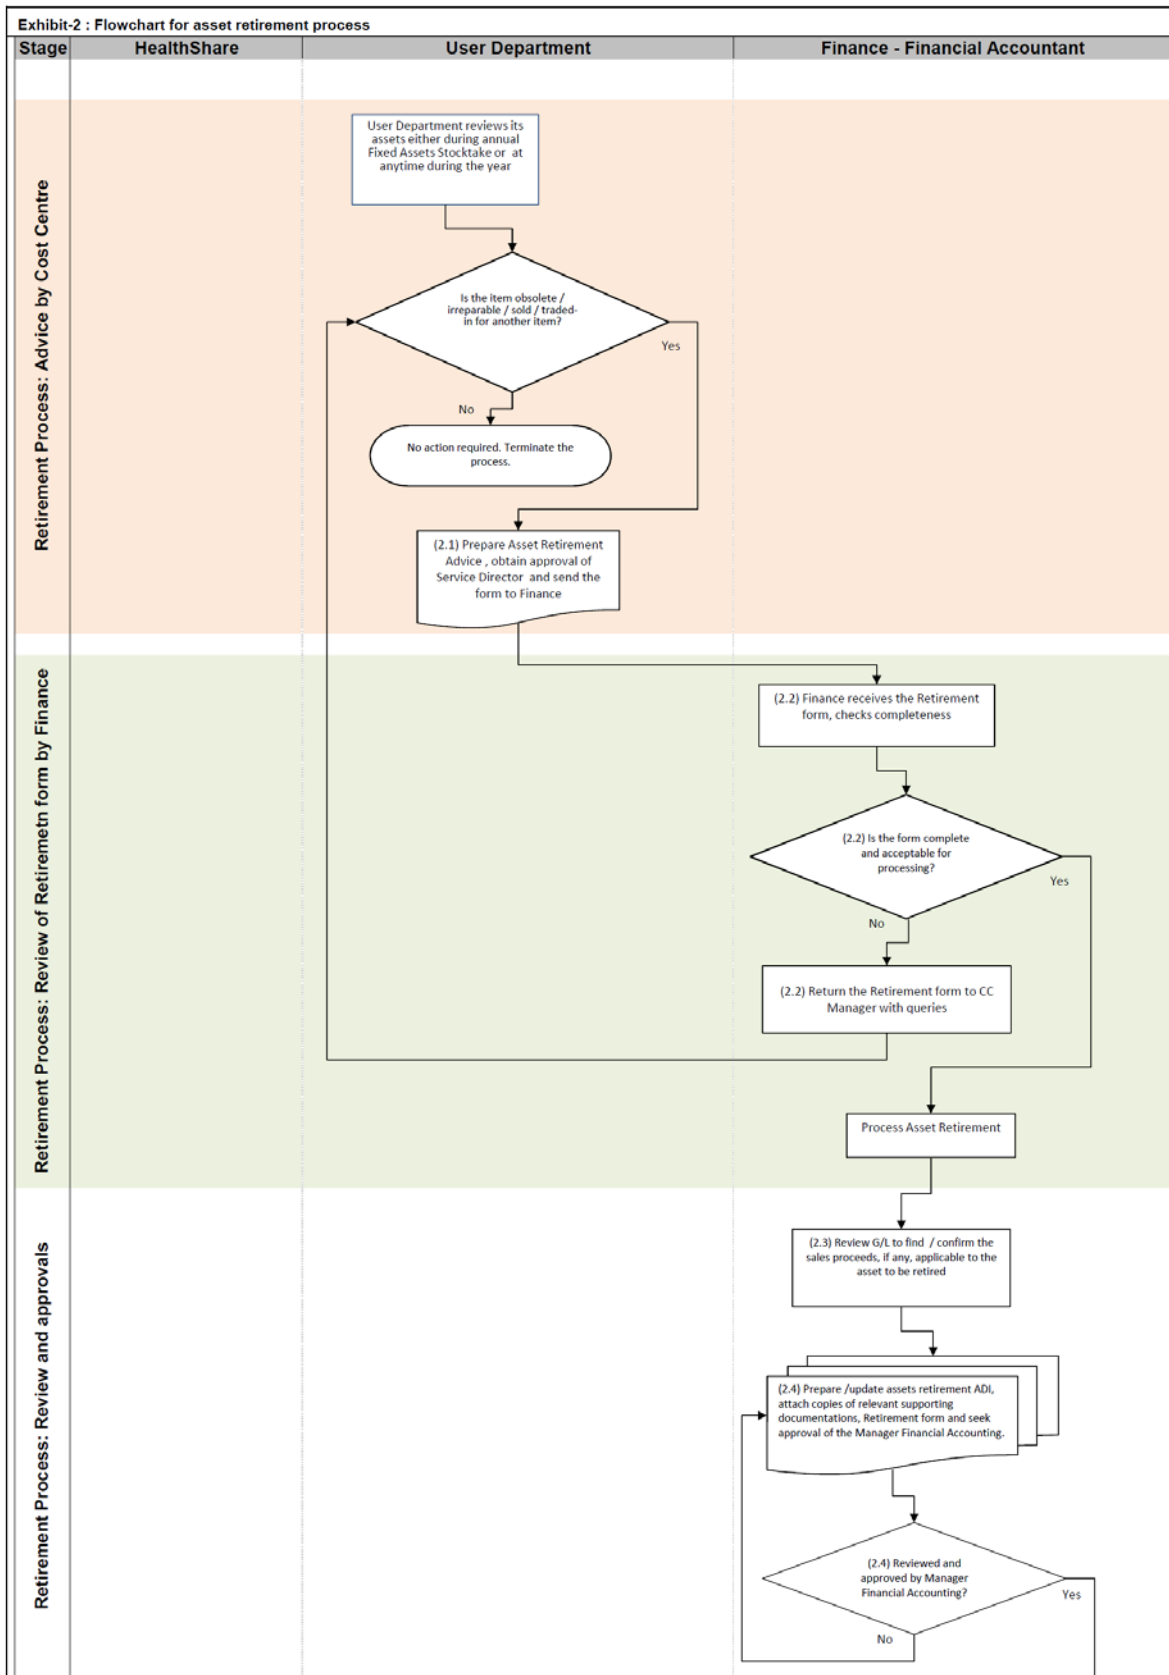 Exhibit-2 : Flowchart for asset retirement process
Stage
HealthShare
User Department
Finance - Financial Accountant
Retirement Process: Advice by Cost Centre
User Department reviews its
assets either during annual
Fixed Assets Stocktake or at
anytime during the year
Is the item obsolete /
irreparable / sold / traded-
in for another item?
Yes
No
No action required. Terminate the
process.
(2.1) Prepare Asset Retirement
Advice , obtain approval of
Service Director and send the
form to Finance
Retirement Process: Review of Retiremetn form by Finance
(2.2) Finance receives the Retirement
form, checks completeness
(2.2) Is the form complete
and acceptable for
processing?
Yes
No
(2.2) Return the Retirement form to CC
Manager with queries
Process Asset Retirement
Retirement Process: Review and approvals
(2.3) Review G/L to find / confirm the
sales proceeds, if any, applicable to the
asset to be retired
(2.4) Prepare /update assets retirement ADI,
attach copies of relevant supporting
documentations, Retirement form and seek
approval of the Manager Financial Accounting.
(2.4) Reviewed and
approved by Manager
Financial Accounting?
Yes
No